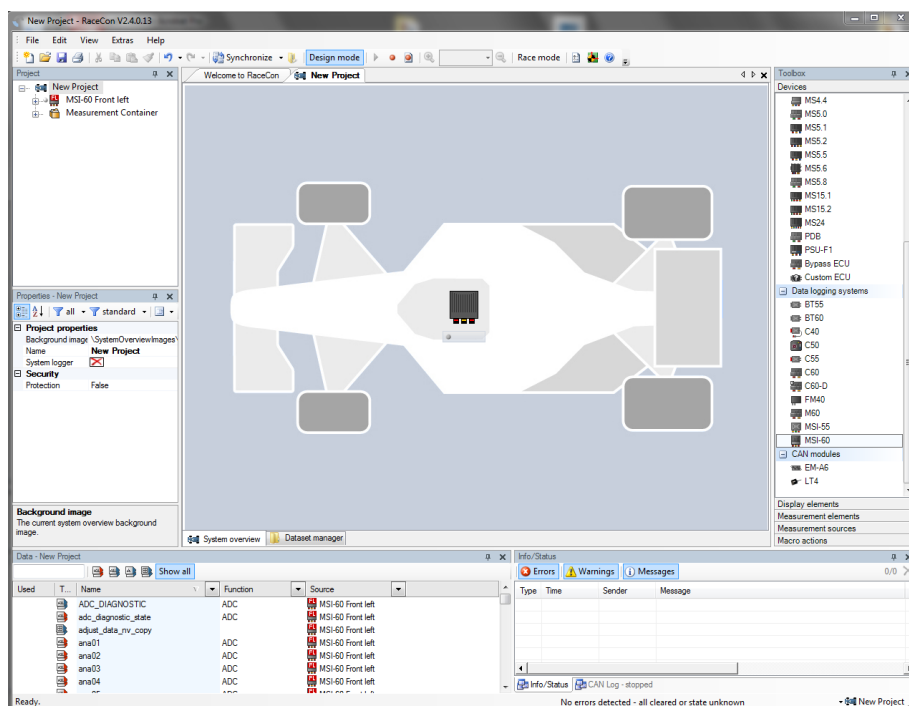 New Project - RaceCon V2.4.0.13
File Edit View Extras Help
Synchronize Design mode Race mode
Project
New Project
MSI-60 Front left
Measurement Container
Welcome to RaceCon New Project
Toolbox
Devices
MS4.4
MS5.0
MS5.1
MS5.2
MS5.5
MS5.6
MS5.8
MS15.1
MS15.2
MS24
PDB
PSU-F1
Bypass ECU
Custom ECU
Data logging systems
BT55
BT60
C40
C50
C55
C60
C60-D
FM40
M60
MSI-55
MSI-60
CAN modules
EM-A6
LT4
Display elements
Measurement elements
Measurement sources
Macro actions
Properties - New Project
all standard
Project properties
Background image \SystemOverviewImages\
Name New Project
System logger
Security
Protection False
Background image
The current system overview background
image.
System overview Dataset manager
Data - New Project
Show all
Used T... Name Function Source
ADC_DIAGNOSTIC ADC MSI-60 Front left
adc_diagnostic_state ADC MSI-60 Front left
adjust_data_nv_copy MSI-60 Front left
ana01 ADC MSI-60 Front left
ana02 ADC MSI-60 Front left
ana03 ADC MSI-60 Front left
ana04 ADC MSI-60 Front left
Info/Status
Errors Warnings Messages 0/0
Type Time Sender Message
Info/Status CAN Log - stopped
Ready. No errors detected - all cleared or state unknown New Project